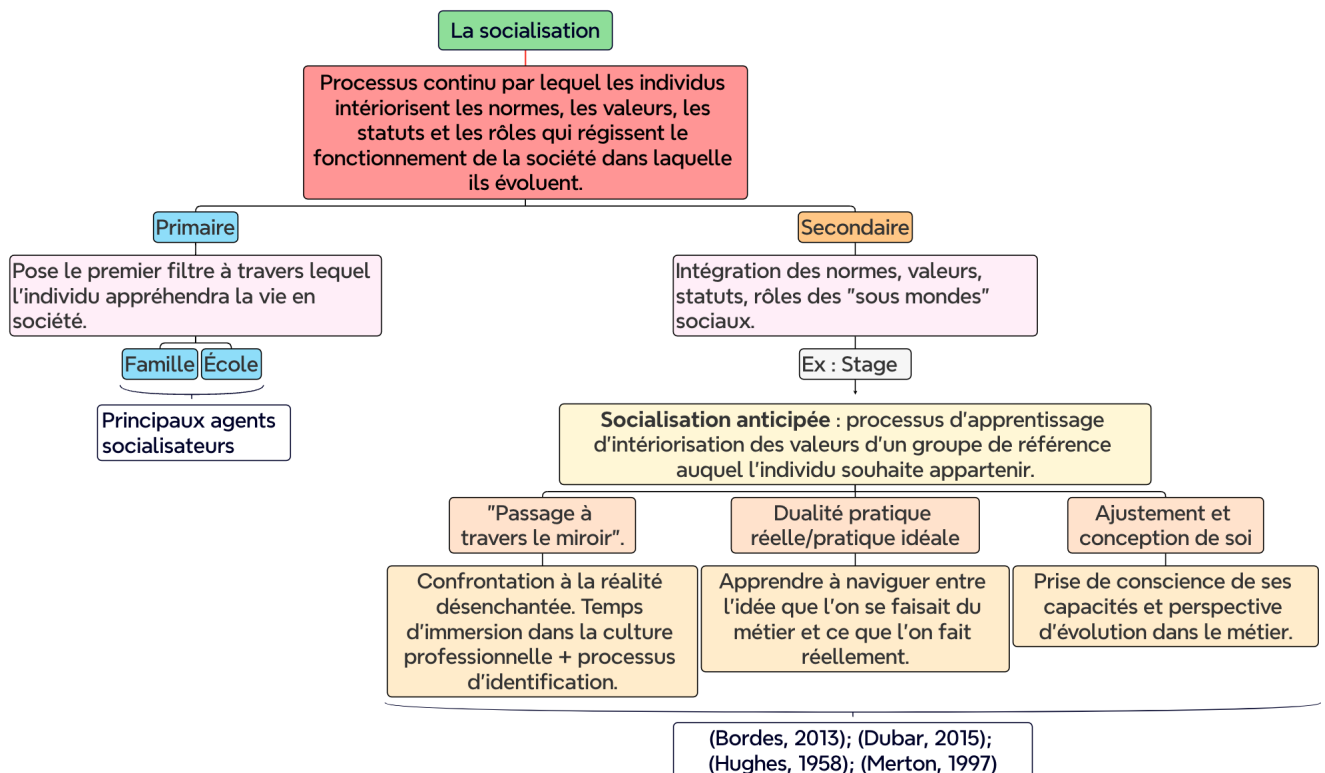 La socialisation
Processus continu par lequel les individus
intériorisent les normes, les valeurs, les
statuts et les rôles qui régissent le
fonctionnement de la société dans laquelle
ils évoluent.
Primaire
Pose le premier filtre à travers lequel
l'individu appréhendra la vie en
société.
Famille
École
Principaux agents
socialisateurs
Secondaire
Intégration des normes, valeurs,
statuts, rôles des "sous mondes"
sociaux.
Ex : Stage
Socialisation anticipée : processus d'apprentissage
d'intériorisation des valeurs d'un groupe de référence
auquel l'individu souhaite appartenir.
"Passage à
travers le miroir".
Confrontation à la réalité
désenchantée. Temps
d'immersion dans la culture
professionnelle + processus
d'identification.
Dualité pratique
réelle/pratique idéale
Apprendre à naviguer entre
l'idée que l'on se faisait du
métier et ce que l'on fait
réellement.
Ajustement et
conception de soi
Prise de conscience de ses
capacités et perspective
d'évolution dans le métier.
(Bordes, 2013); (Dubar, 2015);
(Hughes, 1958); (Merton, 1997)